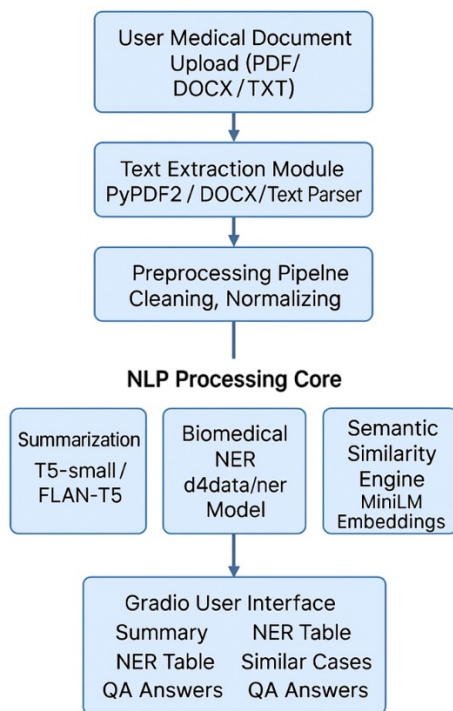 User Medical Document
Upload (PDF/
DOCX/TXT)
Text Extraction Module
PyPDF2 / DOCX/Text Parser
Preprocessing Pipelne
Cleaning, Normalizing
NLP Processing Core
Summarization
T5-small/
FLAN-T5
Biomedical
NER
d4data/ner
Model
Semantic
Similarity
Engine
MiniLM
Embeddings
Gradio User Interface
Summary NER Table
NER Table Similar Cases
QA Answers QA Answers